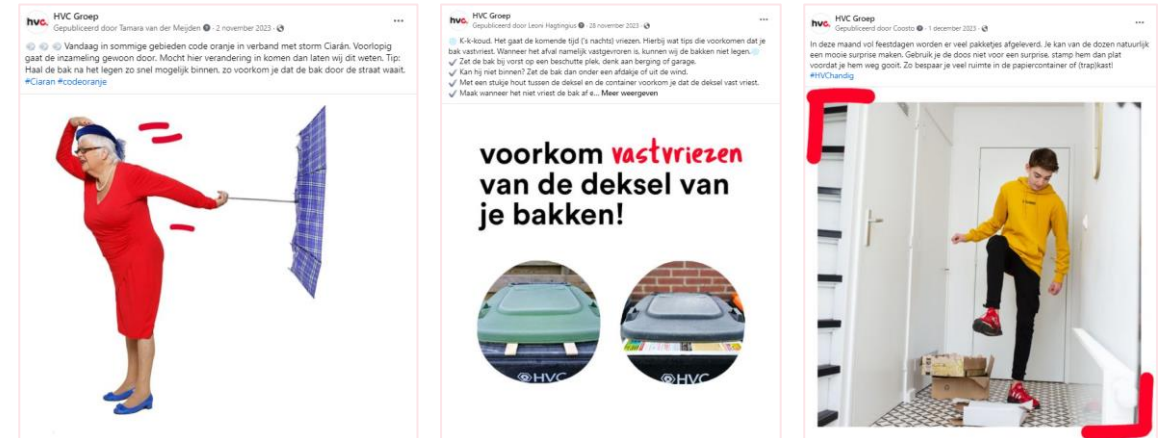 hvc.
HVC Groep
Gepubliceerd door Tamara van der Meijden · 2 november 2023 ·
Vandaag in sommige gebieden code oranje in verband met storm Ciarán. Voorlopig
gaat de inzameling gewoon door. Mocht hier verandering in komen dan laten wij dit weten. Tip:
Haal de bak na het legen zo snel mogelijk binnen, zo voorkom je dat de bak door de straat waait.
#Ciaran #codeoranje
hvc.
HVC Groep
Gepubliceerd door Leoni Hagtingius · 28 november 2023 ·
K-k-koud. Het gaat de komende tijd ('s nachts) vriezen. Hierbij wat tips die voorkomen dat je
bak vastvriest. Wanneer het afval namelijk vastgevroren is, kunnen wij de bakken niet legen.
✓ Zet de bak bij vorst op een beschutte plek, denk aan berging of garage.
✓ Kan hij niet binnen? Zet de bak dan onder een afdakje of uit de wind.
✓ Met een stukje hout tussen de deksel en de container voorkom je dat de deksel vast vriest.
✓ Maak wanneer het niet vriest de bak af e... Meer weergeven
voorkom vastvriezen
van de deksel van
je bakken!
HVC
HVC
hvc.
HVC Groep
Gepubliceerd door Coosto · 1 december 2023 ·
In deze maand vol feestdagen worden er veel pakketjes afgeleverd. Je kan van de dozen natuurlijk
een mooie surprise maken. Gebruik je de doos niet voor een surprise, stamp hem dan plat
voordat je hem weg gooit. Zo bespaar je veel ruimte in de papiercontainer of (trap)kast!
#HVChandig